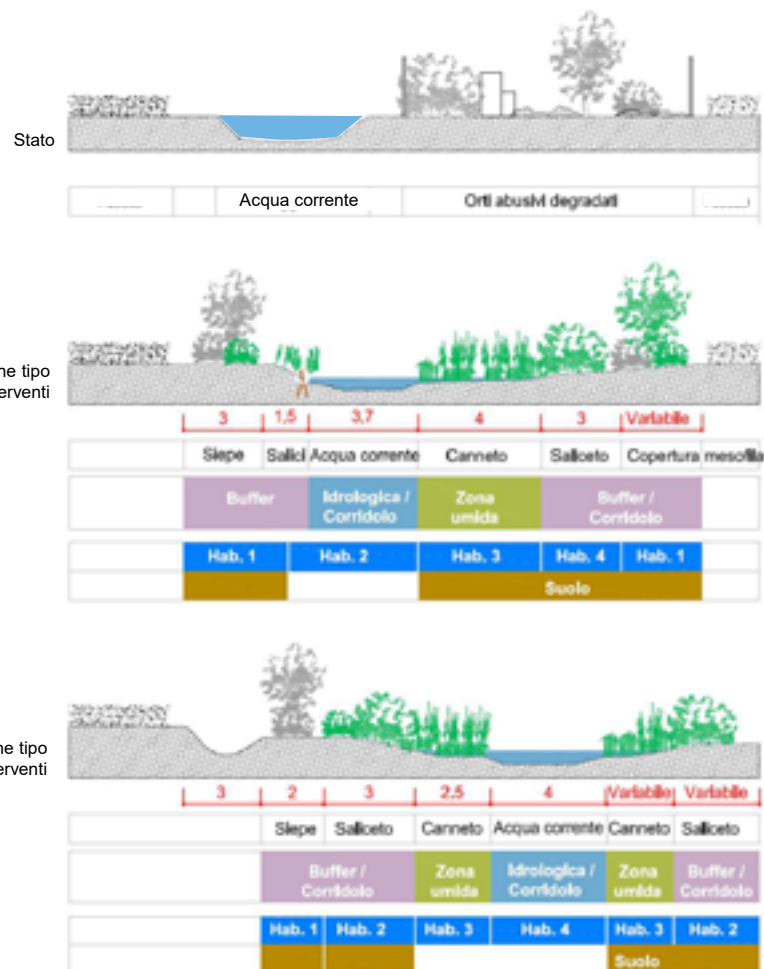 Stato
Acqua corrente
Orti abusivi degradati
ne tipo
erventi
3
1,5
3,7
4
3
Variabile
Siepe
Salici
Acqua corrente
Canneto
Saliceto
Copertura mesofila
Buffer
Idrologica /
Corridoio
Zona
umida
Buffer /
Corridoio
Hab. 1
Hab. 2
Hab. 3
Hab. 4
Hab. 1
Suolo
ne tipo
erventi
3
2
3
2,5
4
Variabile
Variabile
Siepe
Saliceto
Canneto
Acqua corrente
Canneto
Saliceto
Buffer /
Corridoio
Zona
umida
Idrologica /
Corridoio
Zona
umida
Buffer /
Corridoio
Hab. 1
Hab. 2
Hab. 3
Hab. 4
Hab. 3
Hab. 2
Suolo